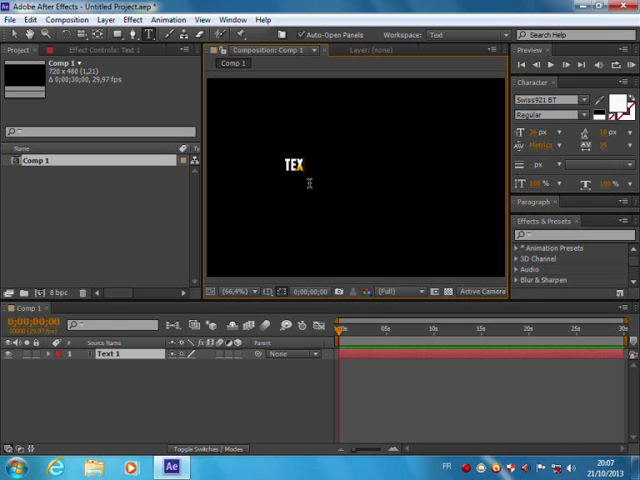 Adobe After Effects - Untitled Project.aep *
File Edit Composition Layer Effect Animation View Window Help
Auto-Open Panels
Workspace: Text
Search Help
Project
Effect Controls: Text 1
Composition: Comp 1
Layer: (none)
Preview
Comp 1
720 x 480 (1,21)
Δ 0;00;30;00, 29,97 fps
Comp 1
TEX
Character
Swiss921 BT
Regular
Metrics
px
100 %
100 %
Paragraph
Effects & Presets
* Animation Presets
3D Channel
Audio
Blur & Sharpen
Name
Comp 1
8 bpc
(66,4%)
0;00;00;00
(Full)
Active Camera
Comp 1
0;00;00;00
00000 (29.97 fps)
# Source Name
Parent
05s 10s 15s 20s 25s 30s
1 Text 1
None
Toggle Switches / Modes
FR
20:07
21/10/2013